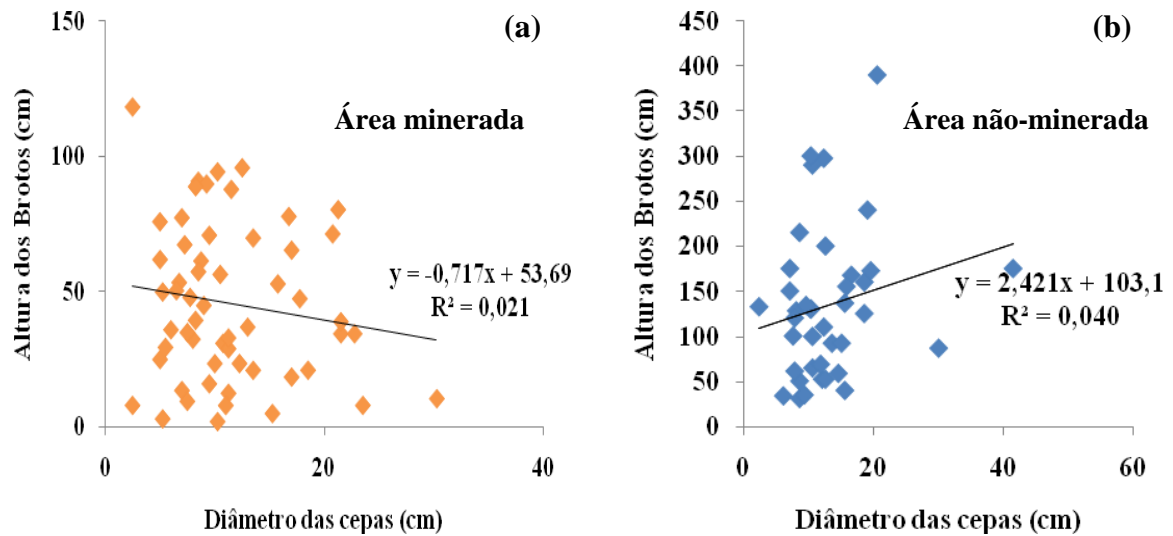 (a)
Área minerada
Altura dos Brotos (cm)
150
100
50
0
y = -0,717x + 53,69
R² = 0,021
0 20 40
Diâmetro das cepas (cm)
(b)
Área não-minerada
Altura dos Brotos (cm)
450
400
350
300
250
200
150
100
50
0
y = 2,421x + 103,1
R² = 0,040
0 20 40 60
Diâmetro das cepas (cm)